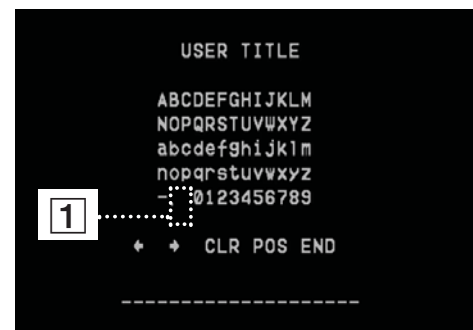 USER TITLE
ABCDEFGHIJKLM
NOPQRSTUVWXYZ
abcdefghijklm
nopqrstuvwxyz
-  0123456789
1
← → CLR POS END
--------------------